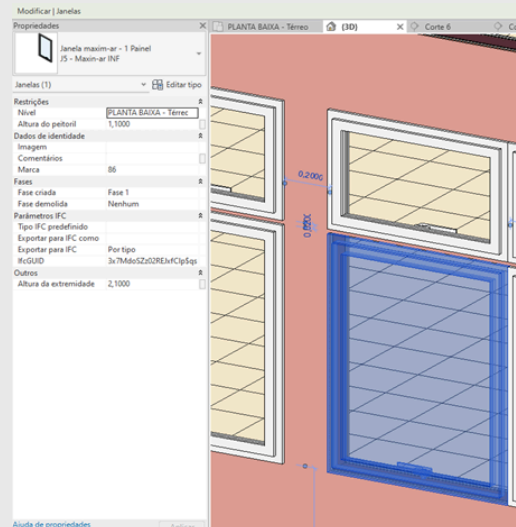 Modificar | Janelas
Propriedades
PLANTA BAIXA - Térreo
{3D}
Corte 6
Janela maxim-ar - 1 Painel
J5 - Maxin-ar INF
Janelas (1)
Editar tipo
Restrições
Nível PLANTA BAIXA - Térrec
Altura do peitoril 1,1000
Dados de identidade
Imagem
Comentários
Marca 86
Fases
Fase criada Fase 1
Fase demolida Nenhum
Parâmetros IFC
Tipo IFC predefinido
Exportar para IFC como
Exportar para IFC Por tipo
IfcGUID
Outros
Altura da extremidade 2,1000
0,2000
Ajuda de propriedades
Aplicar